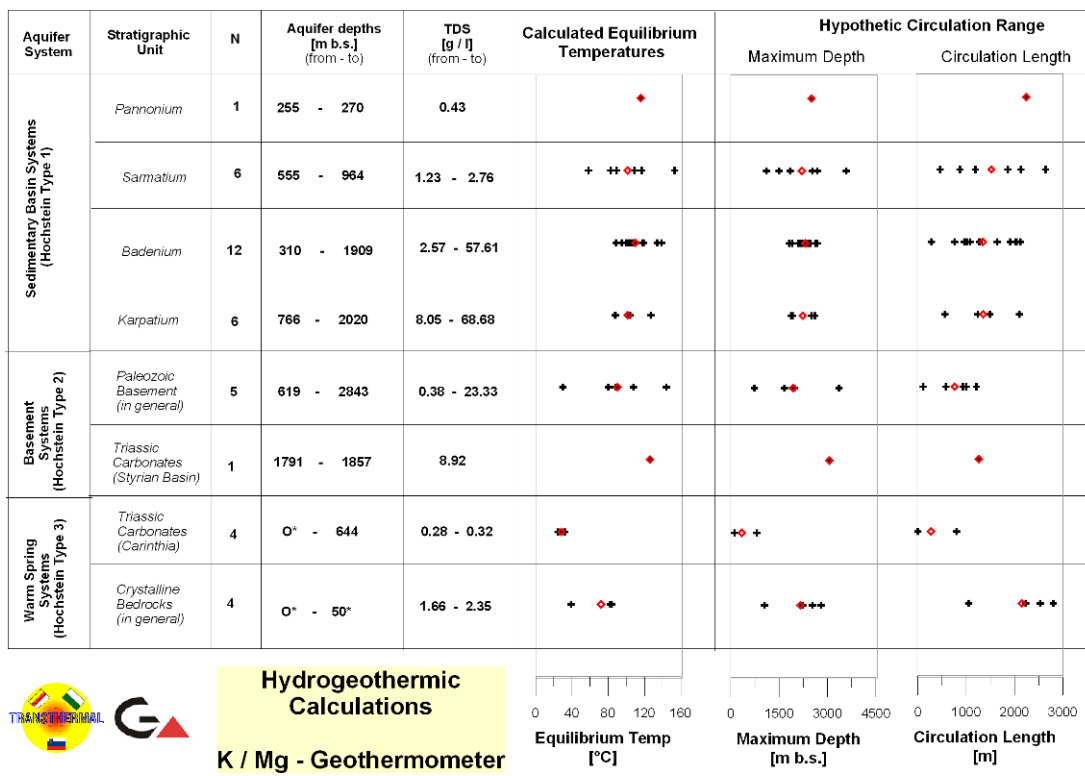 Aquifer System
Stratigraphic Unit
N
Aquifer depths [m b.s.] (from - to)
TDS [g / l] (from - to)
Calculated Equilibrium Temperatures
Hypothetic Circulation Range
Maximum Depth
Circulation Length
Sedimentary Basin Systems (Hochstein Type 1)
Pannonium 1 255 - 270 0.43
Sarmatium 6 555 - 964 1.23 - 2.76
Badenium 12 310 - 1909 2.57 - 57.61
Karpatium 6 766 - 2020 8.05 - 68.68
Basement Systems (Hochstein Type 2)
Paleozoic Basement (in general) 5 619 - 2843 0.38 - 23.33
Triassic Carbonates (Styrian Basin) 1 1791 - 1857 8.92
Warm Spring Systems (Hochstein Type 3)
Triassic Carbonates (Carinthia) 4 O* - 644 0.28 - 0.32
Crystalline Bedrocks (in general) 4 O* - 50* 1.66 - 2.35
0 40 80 120 160
Equilibrium Temp
[°C]
0 3000 4500
Maximum Depth
[m b.s.]
0 1000 2000 3000
Circulation Length
[m]
TRANSTHERMAL
GA
Hydrogeothermic
Calculations
K / Mg - Geothermometer